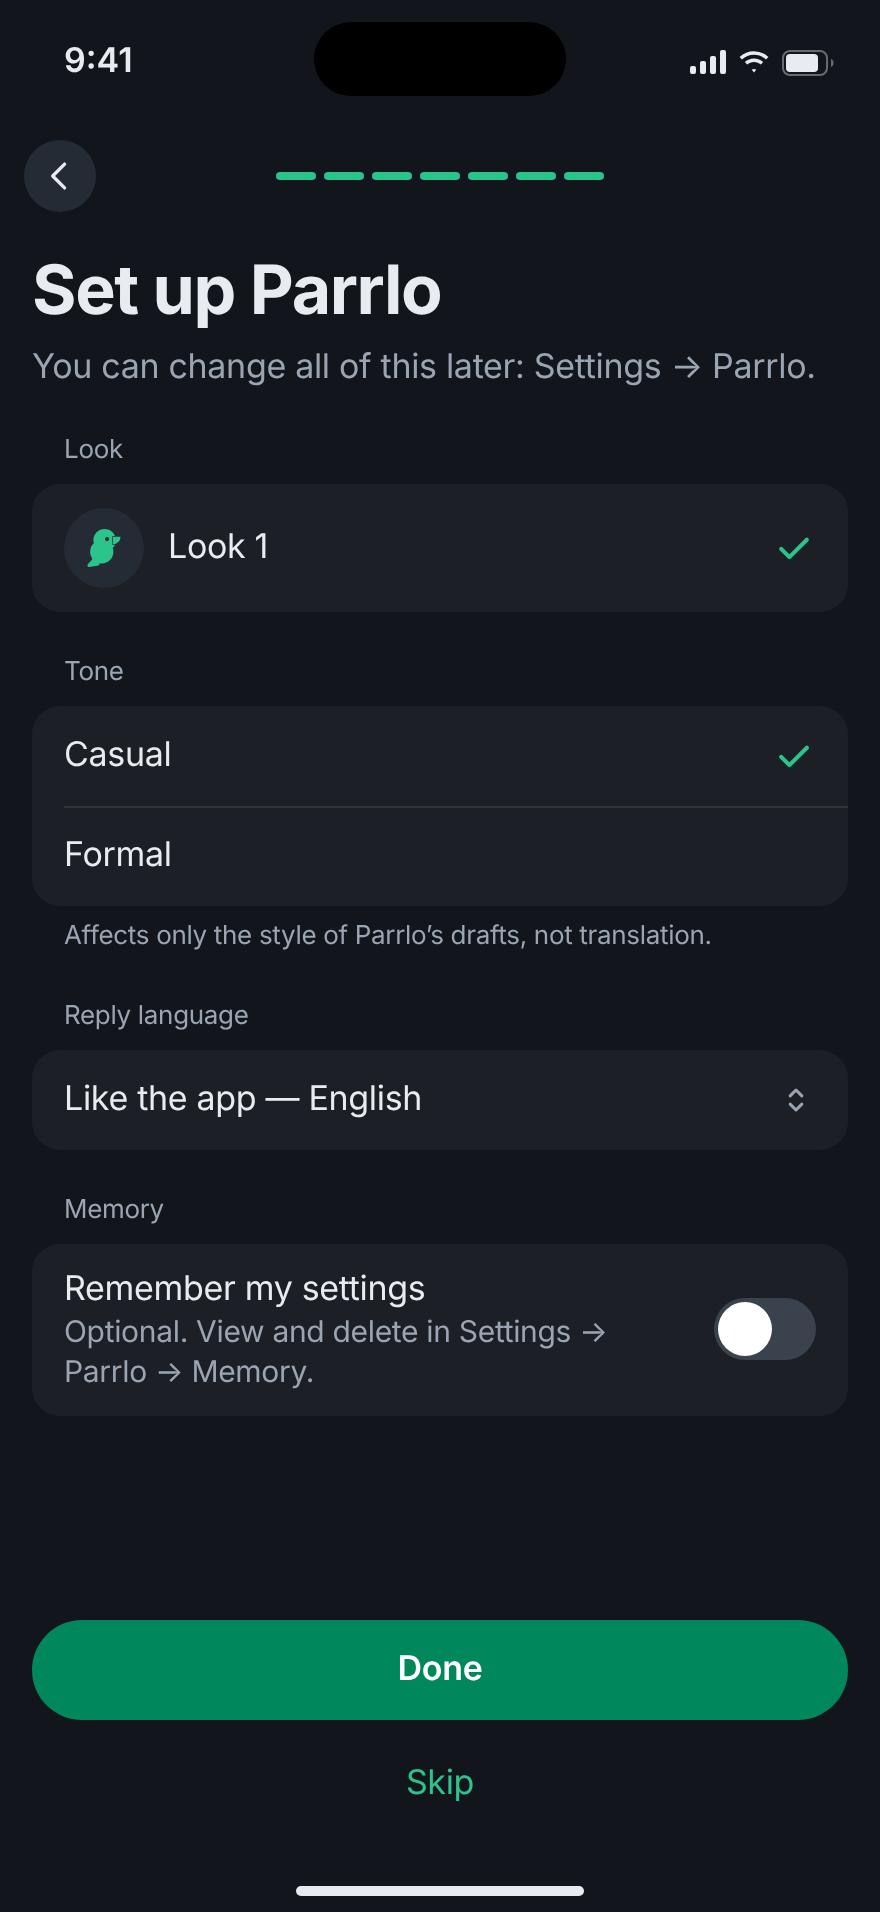 9:41
Set up Parrlo
You can change all of this later: Settings → Parrlo.
Look
Look 1
Tone
Casual
Formal
Affects only the style of Parrlo’s drafts, not translation.
Reply language
Like the app — English
Memory
Remember my settings
Optional. View and delete in Settings →
Parrlo → Memory.
Done
Skip